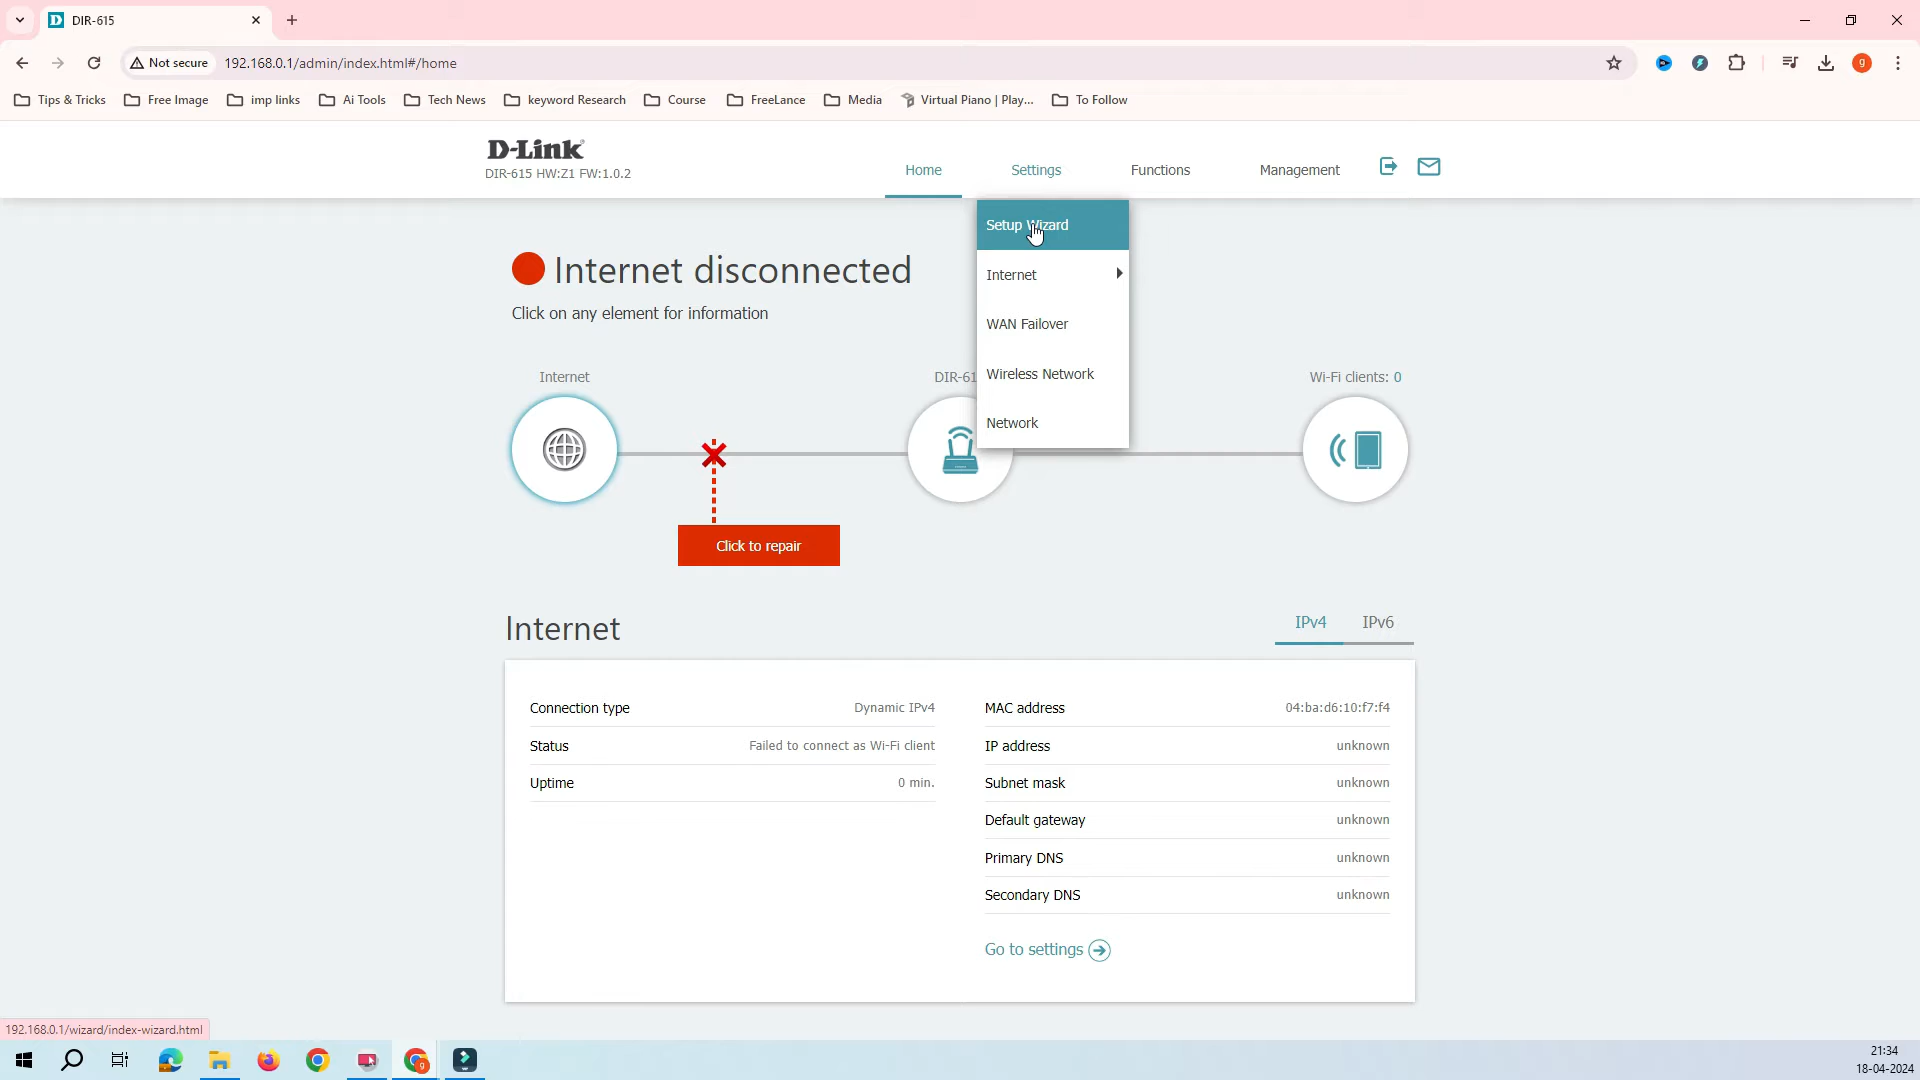 DIR-615
Not secure
192.168.0.1/admin/index.html#/home
g
Tips & Tricks
Free Image
imp links
Ai Tools
Tech News
keyword Research
Course
FreeLance
Media
Virtual Piano | Play...
To Follow
D-Link
DIR-615 HW:Z1 FW:1.0.2
Home
Settings
Functions
Management
Setup Wizard
Internet
WAN Failover
Wireless Network
Network
Internet disconnected
Click on any element for information
Internet
DIR-61
Wi-Fi clients: 0
Click to repair
Internet
IPv4
IPv6
Connection type
Dynamic IPv4
Status
Failed to connect as Wi-Fi client
Uptime
0 min.
MAC address
04:ba:d6:10:f7:f4
IP address
unknown
Subnet mask
unknown
Default gateway
unknown
Primary DNS
unknown
Secondary DNS
unknown
Go to settings
192.168.0.1/wizard/index-wizard.html
21:34
18-04-2024